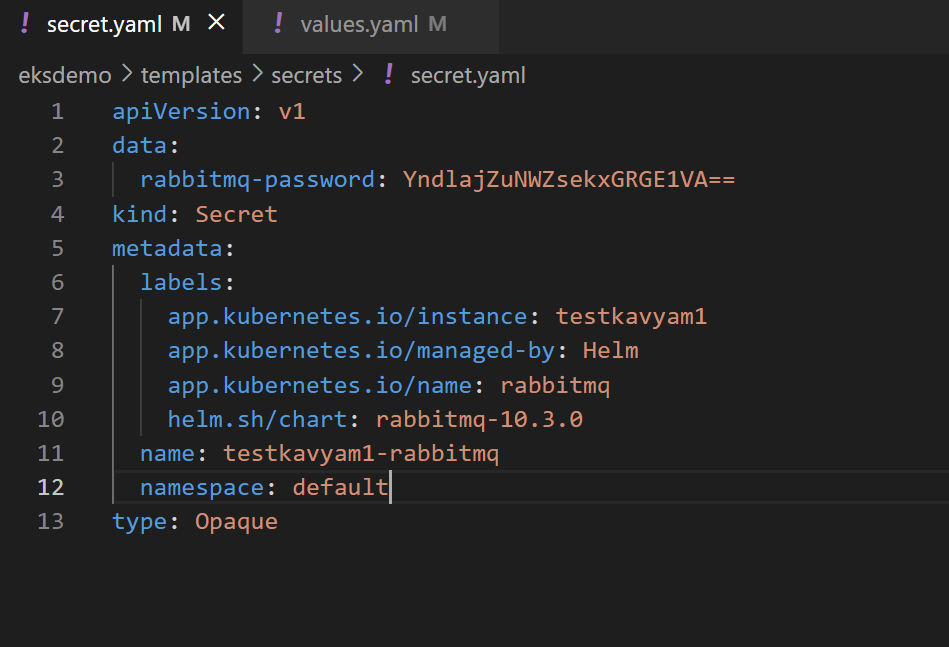 ! secret.yaml M ×
! values.yaml M
eksdemo > templates > secrets > ! secret.yaml
1 apiVersion: v1
2 data:
3 rabbitmq-password: YndlajZuNWZsekxGRGE1VA==
4 kind: Secret
5 metadata:
6 labels:
7 app.kubernetes.io/instance: testkavyam1
8 app.kubernetes.io/managed-by: Helm
9 app.kubernetes.io/name: rabbitmq
10 helm.sh/chart: rabbitmq-10.3.0
11 name: testkavyam1-rabbitmq
12 namespace: default
13 type: Opaque